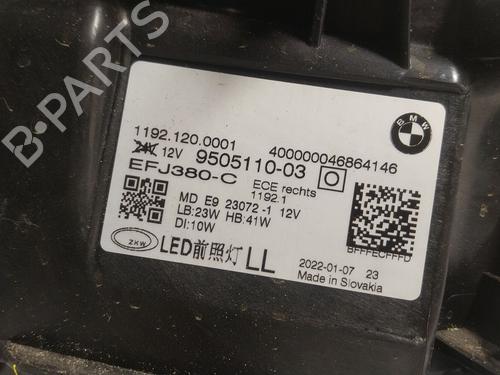 B-PARTS
BMW
1192.120.0001
400000046864146
24V 12V
9505110-03
EFJ380-C
ECE rechts
1192.1
MD E9 23072-1 12V
LB:23W HB:41W
DI:10W
BFFFECFFFD
ZKW
LED前照灯 LL
2022-01-07 23
Made in Slovakia